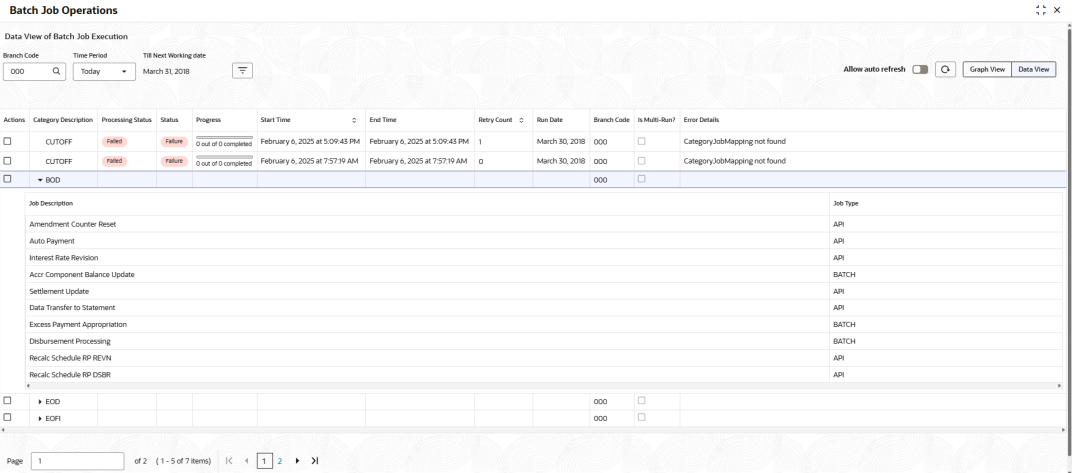 Batch Job Operations
Data View of Batch Job Execution
Branch Code Time Period Till Next Working date
000 Today March 31, 2018
Allow auto refresh Graph View Data View
Actions Category Description Processing Status Status Progress Start Time End Time Retry Count Run Date Branch Code Is Multi-Run? Error Details
CUTOFF Failed Failure 0 out of 0 completed February 6, 2025 at 5:09:43 PM February 6, 2025 at 5:09:43 PM 1 March 30, 2018 000 CategoryJobMapping not found
CUTOFF Failed Failure 0 out of 0 completed February 6, 2025 at 7:57:19 AM February 6, 2025 at 7:57:19 AM 0 March 30, 2018 000 CategoryJobMapping not found
BOD 000
Job Description Job Type
Amendment Counter Reset API
Auto Payment API
Interest Rate Revision API
Accr Component Balance Update BATCH
Settlement Update API
Data Transfer to Statement API
Excess Payment Appropriation BATCH
Disbursement Processing BATCH
Recalc Schedule RP REVN API
Recalc Schedule RP DSBR API
EOD 000
EOFI 000
Page 1 of 2 (1 - 5 of 7 items) 1 2